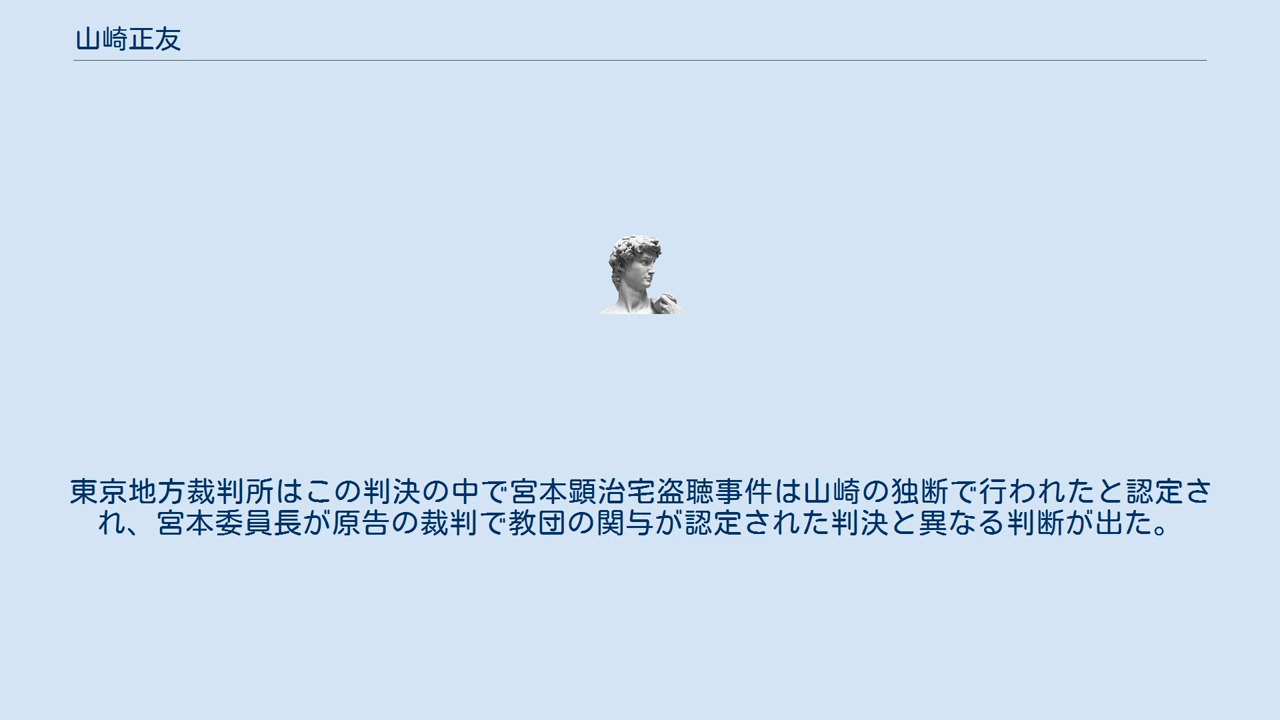 山崎正友
東京地方裁判所はこの判決の中で宮本顕治宅盗聴事件は山崎の独断で行われたと認定さ
れ、宮本委員長が原告の裁判で教団の関与が認定された判決と異なる判断が出た。